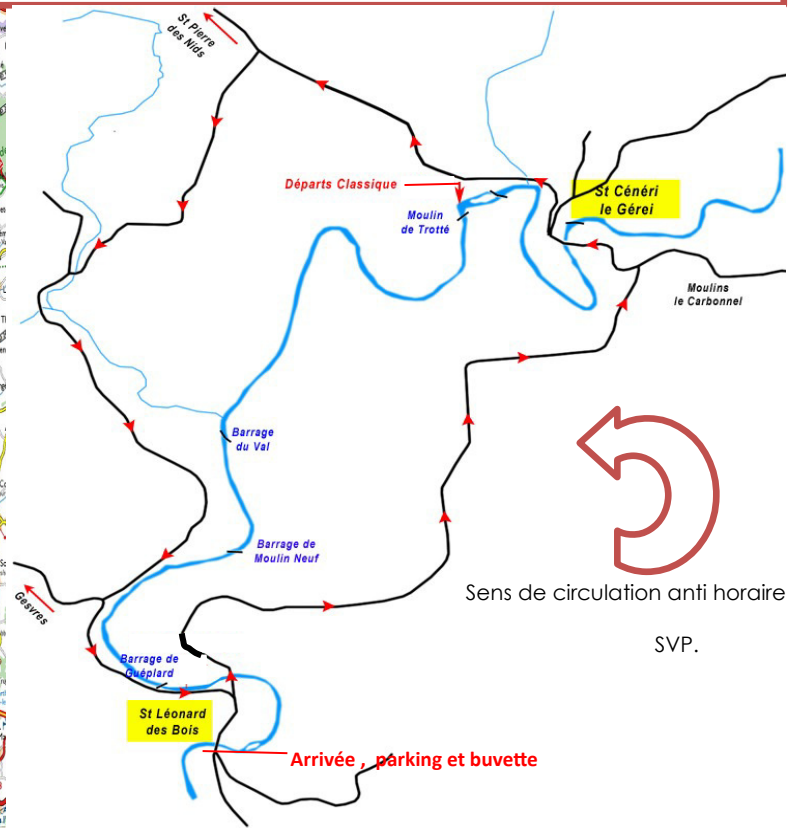 St Pierre
des Nids
Départs Classique
St Cénéri
le Gérei
Moulin
de Trotté
Moulins
le Carbonnel
Barrage
du Val
Barrage de
Moulin Neuf
Gesvres
Sens de circulation anti horaire
SVP.
Barrage de
Guéplard
St Léonard
des Bois
Arrivée , parking et buvette